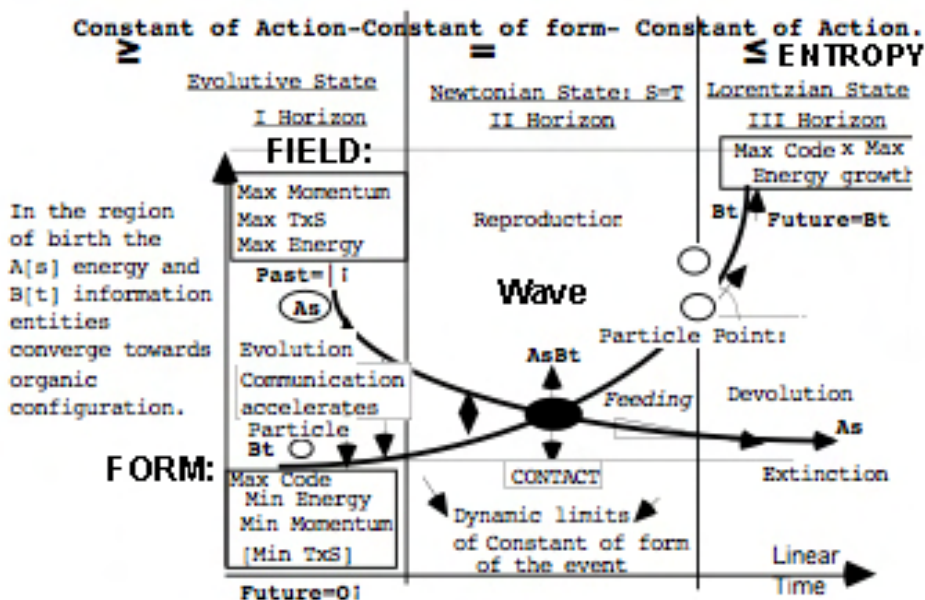 Constant of Action-Constant of form- Constant of Action.
≥ = ≤ ENTROPY
Evolutive State
I Horizon
Newtonian State: S=T
II Horizon
Lorentzian State
III Horizon
FIELD:
Max Momentum
Max TxS
Max Energy
Past=
As
Evolution
Communication
accelerates
Particle
Bt
In the region
of birth the
A[s] energy and
B[t] information
entities
converge towards
organic
configuration.
FORM:
Max Code
Min Energy
Min Momentum
[Min TxS]
Future=0]
Reproduction
Wave
AsBt
Feeding
CONTACT
Dynamic limits
of Constant of form
of the event
Max Code x Max
Energy growth
Bt
Future=Bt
Particle Point:
Devolution
As
Extinction
Linear
Time